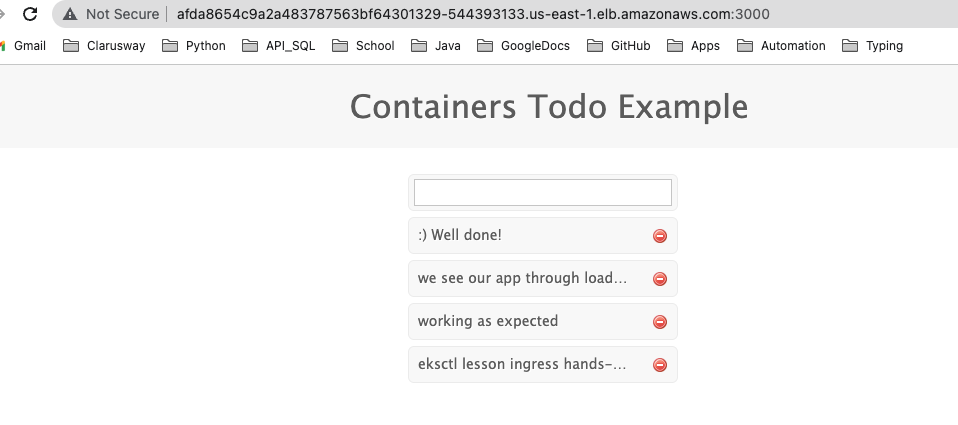 Not Secure | afda8654c9a2a483787563bf64301329-544393133.us-east-1.elb.amazonaws.com:3000
Gmail Clarusway Python API_SQL School Java GoogleDocs GitHub Apps Automation Typing
Containers Todo Example
:) Well done!
we see our app through load...
working as expected
eksctl lesson ingress hands-...